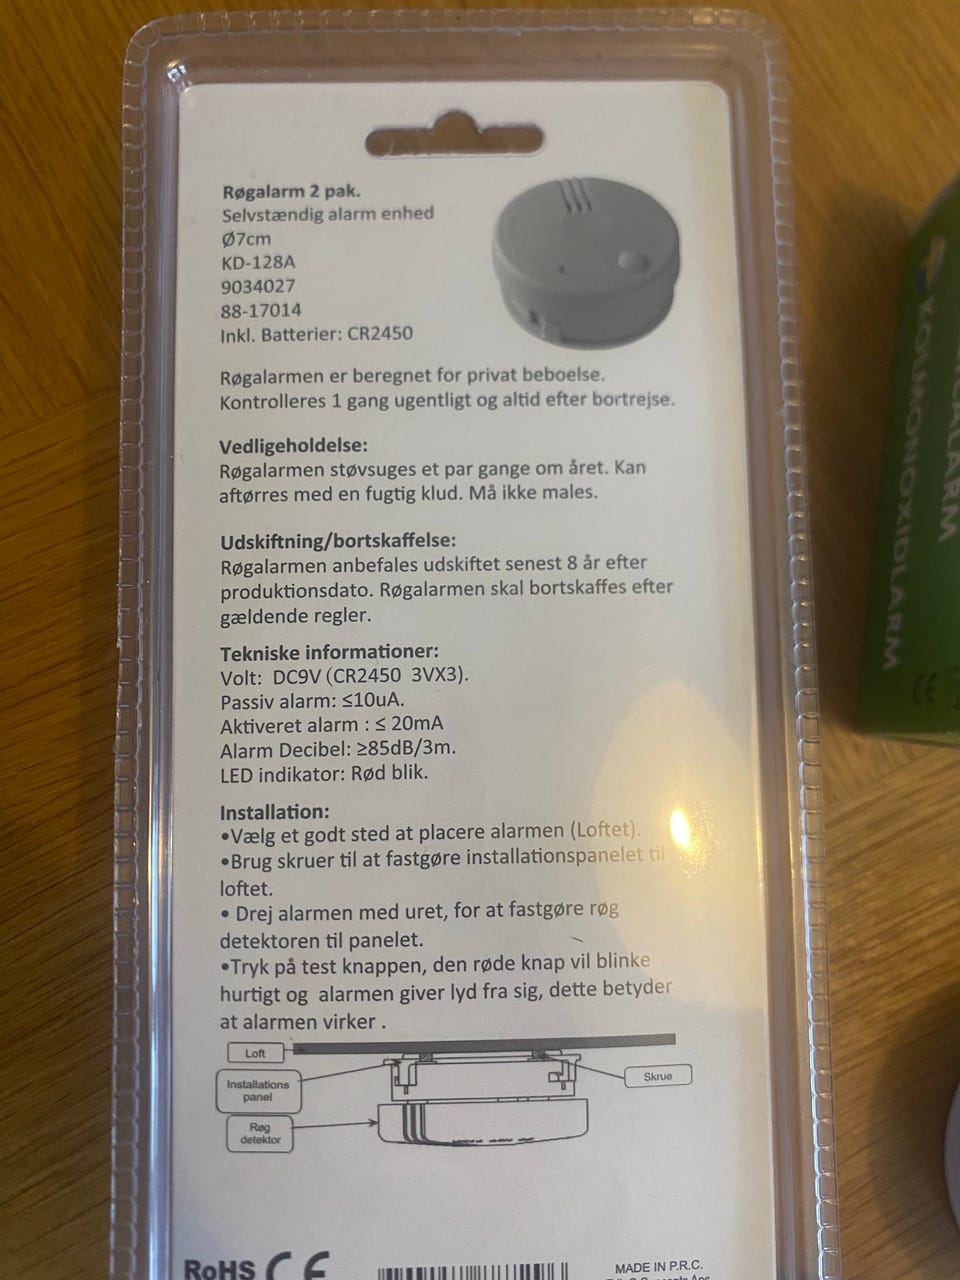 Røgalarm 2 pak.
Selvstændig alarm enhed
Ø7cm
KD-128A
9034027
88-17014
Inkl. Batterier: CR2450
Røgalarmen er beregnet for privat beboelse.
Kontrolleres 1 gang ugentligt og altid efter bortrejse.
Vedligeholdelse:
Røgalarmen støvsuges et par gange om året. Kan
aftørres med en fugtig klud. Må ikke males.
Udskiftning/bortskaffelse:
Røgalarmen anbefales udskiftet senest 8 år efter
produktionsdato. Røgalarmen skal bortskaffes efter
gældende regler.
Tekniske informationer:
Volt:  DC9V (CR2450  3VX3).
Passiv alarm: ≤10uA.
Aktiveret alarm : ≤ 20mA
Alarm Decibel: ≥85dB/3m.
LED indikator: Rød blik.
Installation:
•Vælg et godt sted at placere alarmen (Loftet).
•Brug skruer til at fastgøre installationspanelet til
loftet.
• Drej alarmen med uret, for at fastgøre røg
detektoren til panelet.
•Tryk på test knappen, den røde knap vil blinke
hurtigt og  alarmen giver lyd fra sig, dette betyder
at alarmen virker .
Loft
Installations
panel
Skrue
Røg
detektor
RoHS CE
MADE IN P.R.C.
KOLMONOXIDLARM
CE